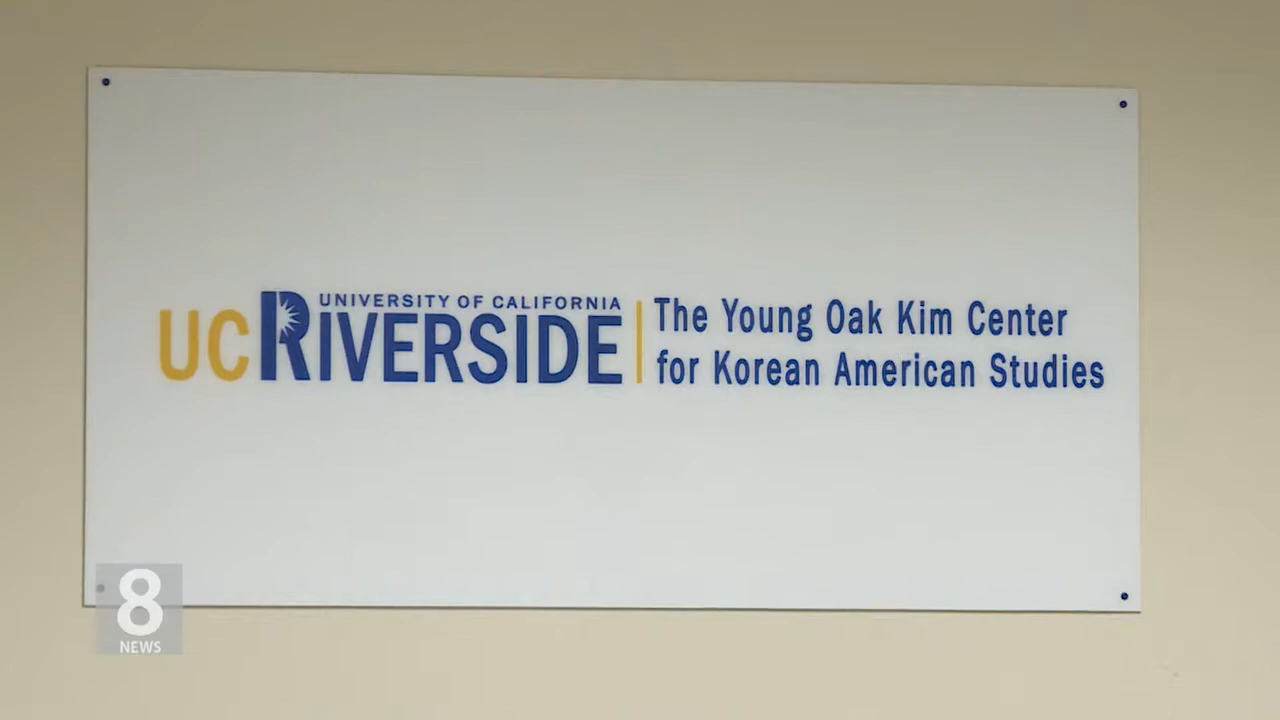 UNIVERSITY OF CALIFORNIA
UCRIVERSIDE
The Young Oak Kim Center
for Korean American Studies
8
NEWS